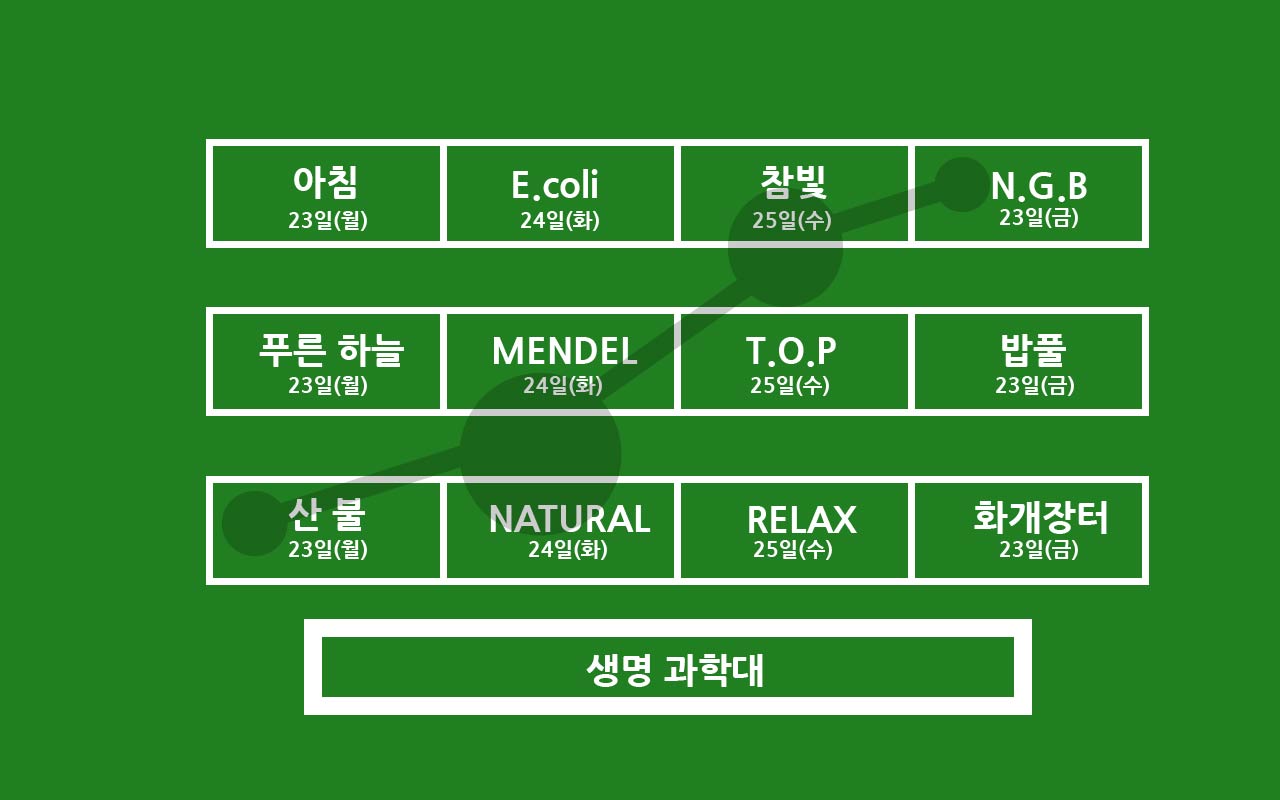 아침
23일(월)
E.coli
24일(화)
참빛
25일(수)
N.G.B
23일(금)
푸른 하늘
23일(월)
MENDEL
24일(화)
T.O.P
25일(수)
밥풀
23일(금)
산 불
23일(월)
NATURAL
24일(화)
RELAX
25일(수)
화개장터
23일(금)
생명 과학대